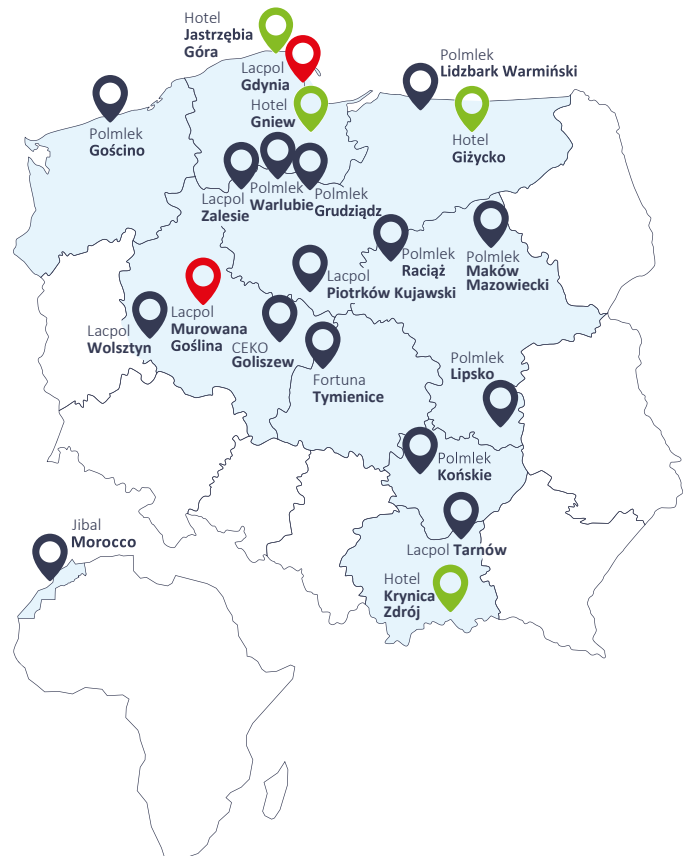 Hotel
Jastrzębia
Góra
Lacpol
Gdynia
Hotel
Gniew
Polmlek
Lidzbark Warmiński
Polmlek
Gościno
Hotel
Giżycko
Lacpol
Zalesie
Polmlek
Warlubie
Polmlek
Grudziądz
Polmlek
Raciąż
Polmlek
Maków
Mazowiecki
Lacpol
Piotrków Kujawski
Lacpol
Murowana
Goślina
Lacpol
Wolsztyn
CEKO
Goliszew
Fortuna
Tymienice
Polmlek
Lipsko
Polmlek
Końskie
Lacpol Tarnów
Hotel
Krynica
Zdrój
Jibal
Morocco